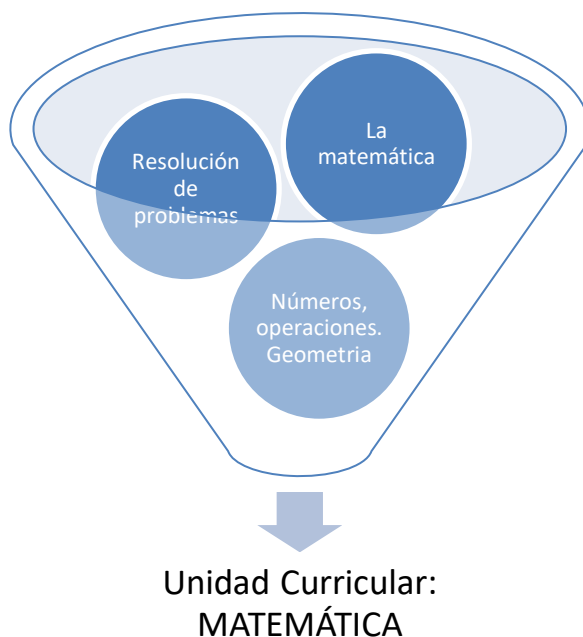 Resolución
de
problemas
La
matemática
Números,
operaciones.
Geometria
Unidad Curricular:
MATEMÁTICA